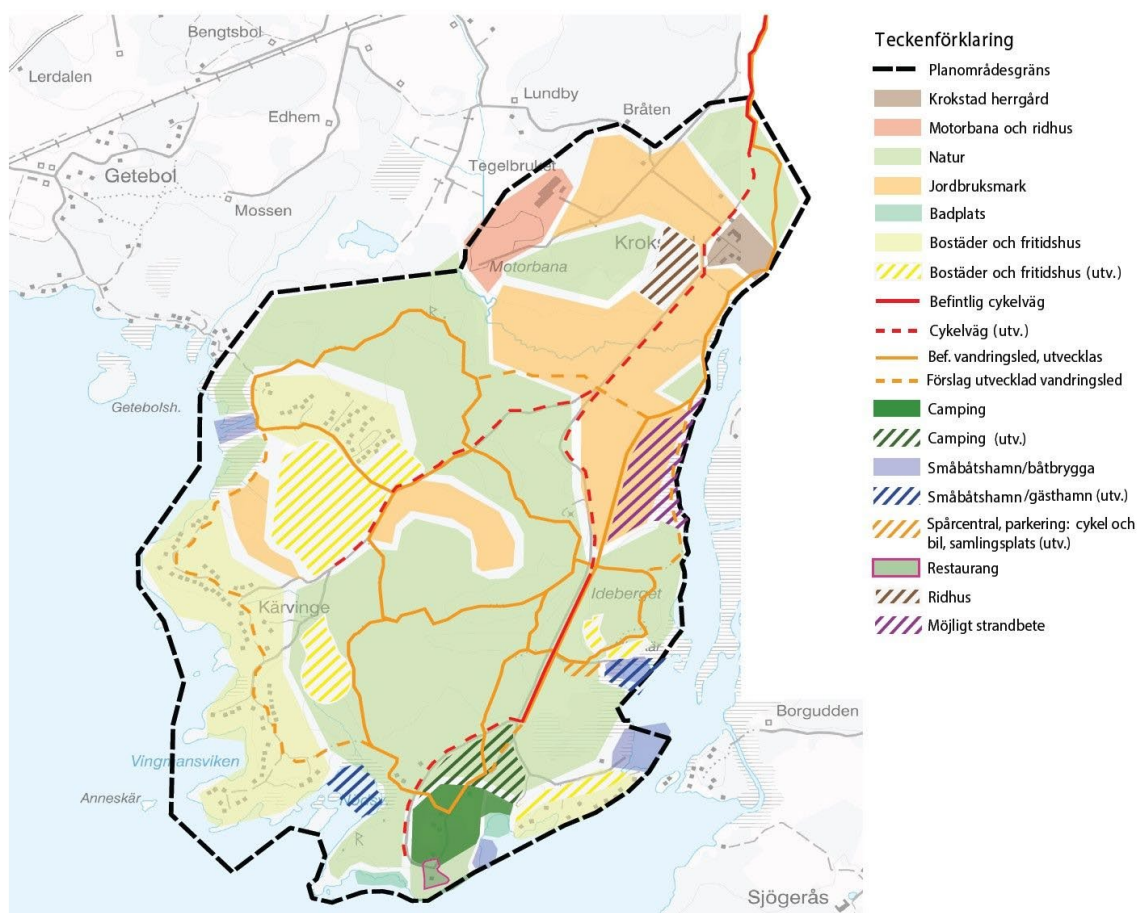 Bengtsbol
Lerdalen
Edhem
Lundby
Bråten
Tegelbruket
Getebol
Mossen
Motorbana
Getebolsh.
Ideberget
Kärvinge
Borgudden
Vingmansviken
Anneskär
Sjögerås
R
R
Teckenförklaring
Planområdesgräns
Krokstad herrgård
Motorbana och ridhus
Natur
Jordbruksmark
Badplats
Bostäder och fritidshus
Bostäder och fritidshus (utv.)
Befintlig cykelväg
Cykelväg (utv.)
Bef. vandringsled, utvecklas
Förslag utvecklad vandringsled
Camping
Camping (utv.)
Småbåtshamn/båtbrygga
Småbåtshamn/gästhamn (utv.)
Spårcentral, parkering: cykel och
bil, samlingsplats (utv.)
Restaurang
Ridhus
Möjligt strandbete